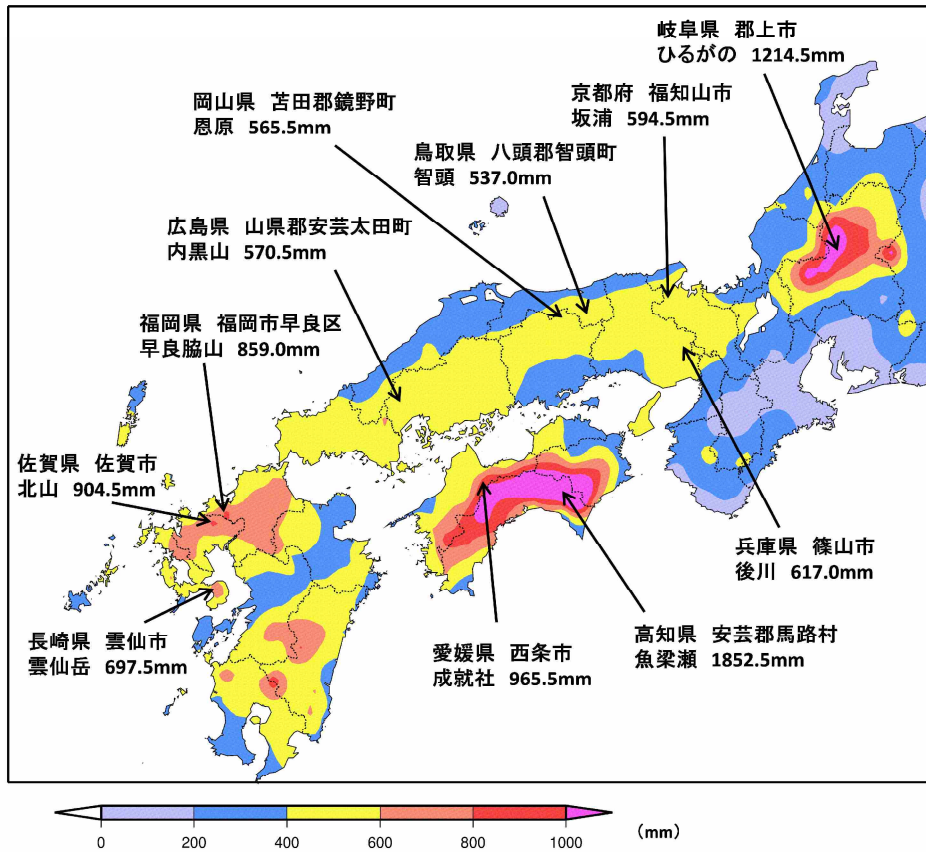 岐阜県 郡上市
ひるがの 1214.5mm
岡山県 苫田郡鏡野町
恩原 565.5mm
京都府 福知山市
坂浦 594.5mm
鳥取県 八頭郡智頭町
智頭 537.0mm
広島県 山県郡安芸太田町
内黒山 570.5mm
福岡県 福岡市早良区
早良脇山 859.0mm
佐賀県 佐賀市
北山 904.5mm
兵庫県 篠山市
後川 617.0mm
長崎県 雲仙市
雲仙岳 697.5mm
愛媛県 西条市
成就社 965.5mm
高知県 安芸郡馬路村
魚梁瀬 1852.5mm
0 200 400 600 800 1000 (mm)